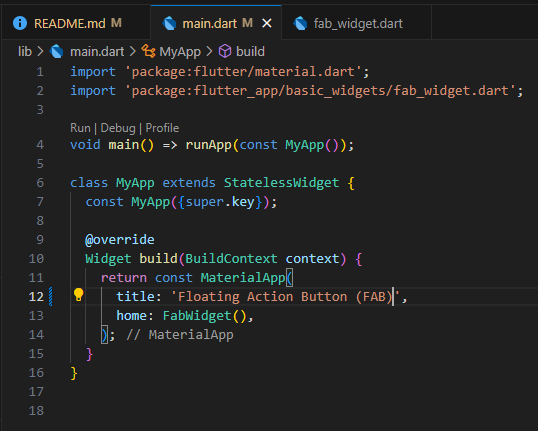 README.md M main.dart M fab_widget.dart
lib > main.dart > MyApp > build
1 import 'package:flutter/material.dart';
2 import 'package:flutter_app/basic_widgets/fab_widget.dart';
3
Run | Debug | Profile
4 void main() => runApp(const MyApp());
5
6 class MyApp extends StatelessWidget {
7 const MyApp({super.key});
8
9 @override
10 Widget build(BuildContext context) {
11 return const MaterialApp(
12 title: 'Floating Action Button (FAB)',
13 home: FabWidget(),
14 ); // MaterialApp
15 }
16 }
17
18